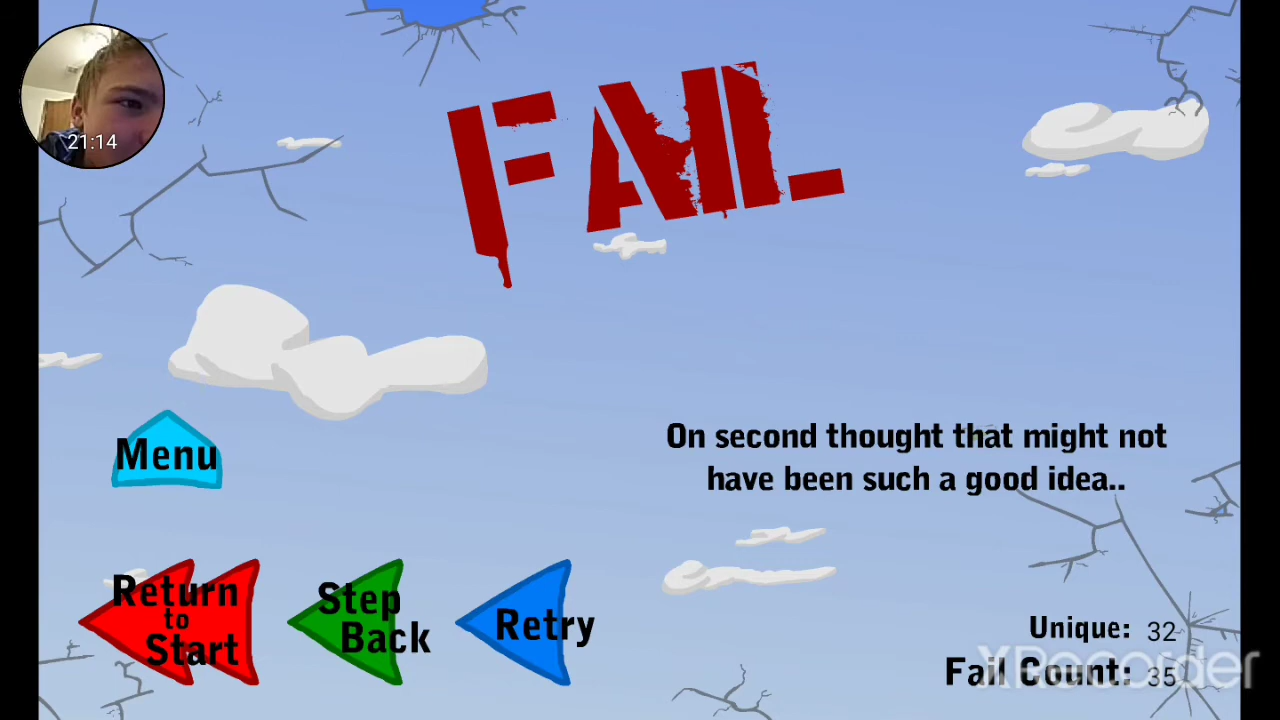 21:14
FAIL
Menu
On second thought that might not
have been such a good idea..
Return
to
Start
Step
Back
Retry
Unique: 32
Fail Count: 35
XRecorder